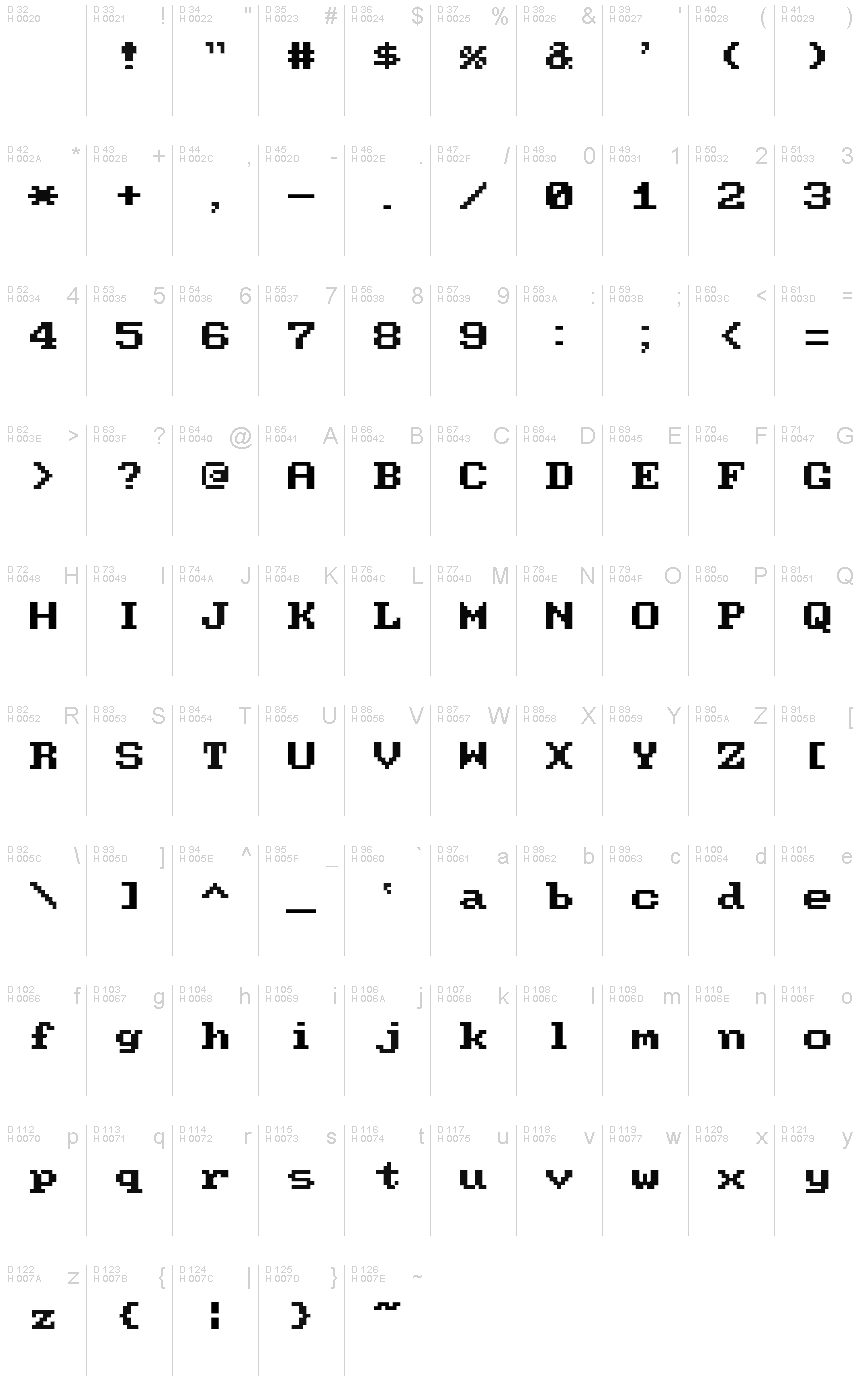 D 32 D 33 ! D 34 " D 35 # D 36 $ D 37 % D 38 & D 39 ' D 40 ( D 41 )
H 0020 H 0021 H 0022 H 0023 H 0024 H 0025 H 0026 H 0027 H 0028 H 0029
! " # $ % & ' ( )
D 42 * D 43 + D 44 , D 45 - D 46 . D 47 / D 48 0 D 49 1 D 50 2 D 51 3
H 002A H 002B H 002C H 002D H 002E H 002F H 0030 H 0031 H 0032 H 0033
* + , - . / 0 1 2 3
D 52 4 D 53 5 D 54 6 D 55 7 D 56 8 D 57 9 D 58 : D 59 ; D 60 < D 61 =
H 0034 H 0035 H 0036 H 0037 H 0038 H 0039 H 003A H 003B H 003C H 003D
4 5 6 7 8 9 : ; < =
D 62 > D 63 ? D 64 @ D 65 A D 66 B D 67 C D 68 D D 69 E D 70 F D 71 G
H 003E H 003F H 0040 H 0041 H 0042 H 0043 H 0044 H 0045 H 0046 H 0047
> ? @ A B C D E F G
D 72 H D 73 I D 74 J D 75 K D 76 L D 77 M D 78 N D 79 O D 80 P D 81 Q
H 0048 H 0049 H 004A H 004B H 004C H 004D H 004E H 004F H 0050 H 0051
H I J K L M N O P Q
D 82 R D 83 S D 84 T D 85 U D 86 V D 87 W D 88 X D 89 Y D 90 Z D 91 [
H 0052 H 0053 H 0054 H 0055 H 0056 H 0057 H 0058 H 0059 H 005A H 005B
R S T U V W X Y Z [
D 92 \ D 93 ] D 94 ^ D 95 _ D 96 ` D 97 a D 98 b D 99 c D 100 d D 101 e
H 005C H 005D H 005E H 005F H 0060 H 0061 H 0062 H 0063 H 0064 H 0065
\ ] ^ _ ` a b c d e
D 102 f D 103 g D 104 h D 105 i D 106 j D 107 k D 108 l D 109 m D 110 n D 111 o
H 0066 H 0067 H 0068 H 0069 H 006A H 006B H 006C H 006D H 006E H 006F
f g h i j k l m n o
D 112 p D 113 q D 114 r D 115 s D 116 t D 117 u D 118 v D 119 w D 120 x D 121 y
H 0070 H 0071 H 0072 H 0073 H 0074 H 0075 H 0076 H 0077 H 0078 H 0079
p q r s t u v w x y
D 122 z D 123 { D 124 | D 125 } D 126 ~
H 007A H 007B H 007C H 007D H 007E
z { | } ~